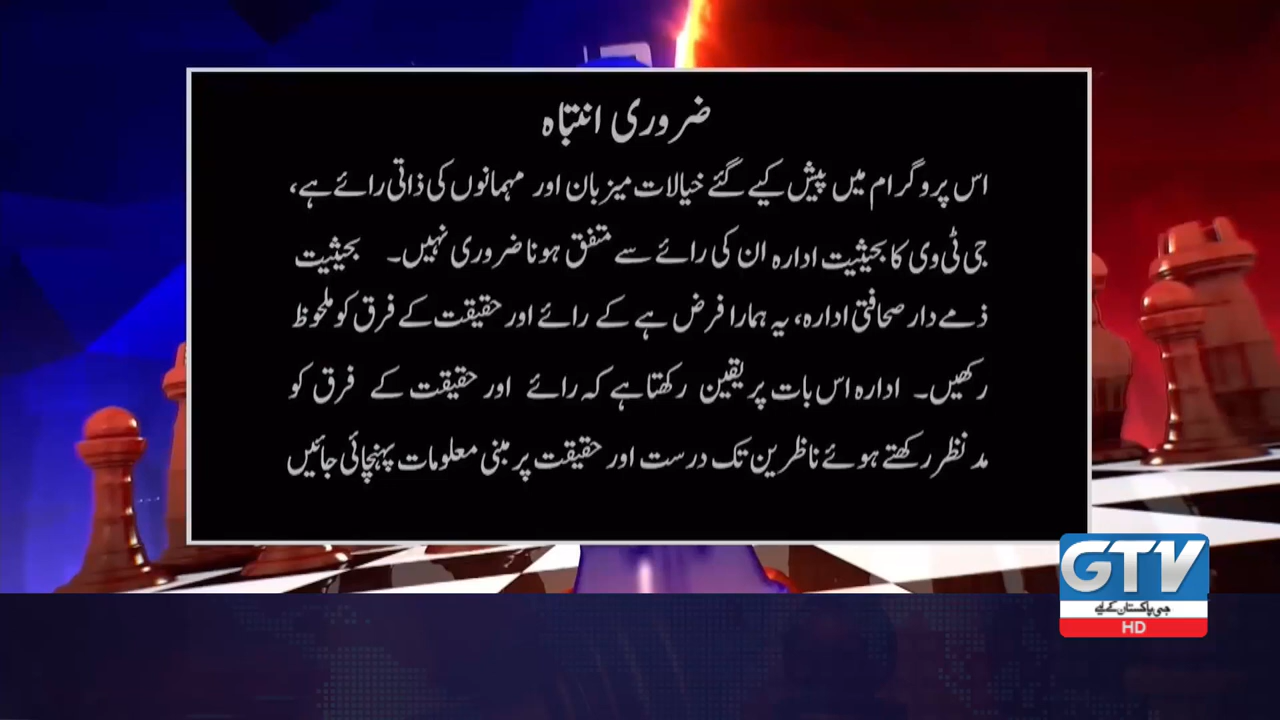 ضروری انتباہ
اس پروگرام میں پیش کیے گئے خیالات میزبان اور مہمانوں کی ذاتی رائے ہے،
جی ٹی وی کا بحیثیت ادارہ ان کی رائے سے متفق ہونا ضروری نہیں۔ بحیثیت
ذمے دار صحافتی ادارہ، یہ ہمارا فرض ہے کے رائے اور حقیقت کے فرق کو ملحوظ
رکھیں۔ ادارہ اس بات پر یقین رکھتا ہے کہ رائے اور حقیقت کے فرق کو
مد نظر رکھتے ہوئے ناظرین تک درست اور حقیقت پر مبنی معلومات پہنچائی جائیں
GTV
جی پاکستان کے لیے
HD